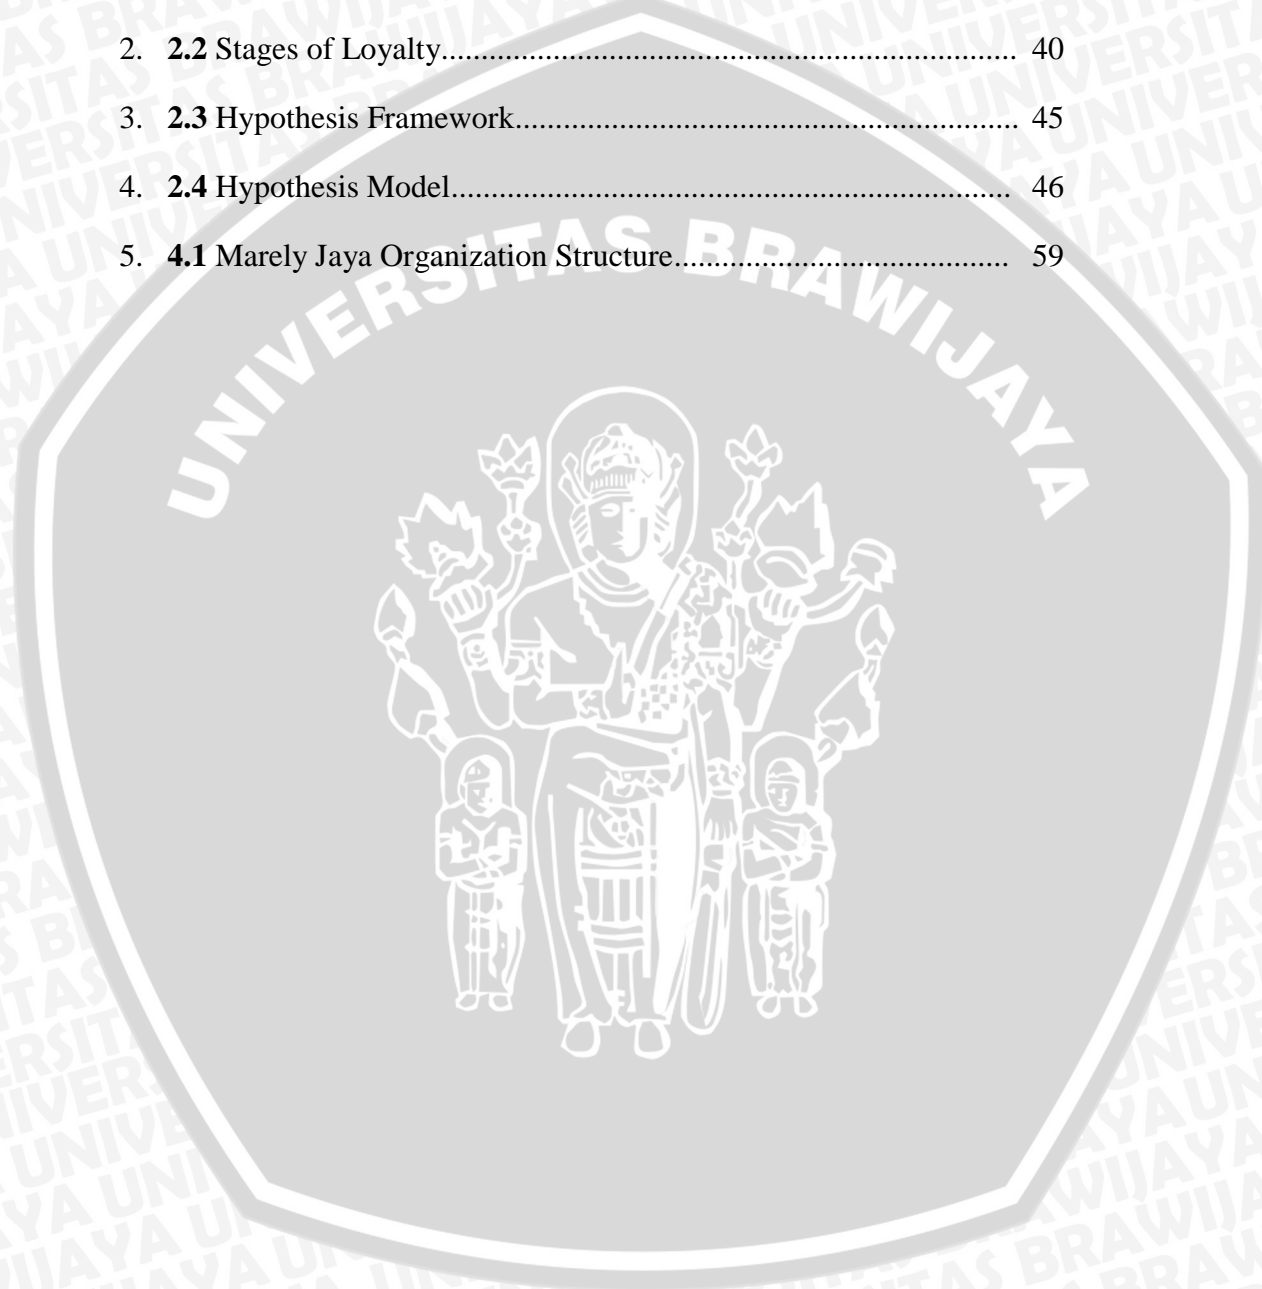 2. 2.2 Stages of Loyalty........................................................................ 40
3. 2.3 Hypothesis Framework............................................................... 45
4. 2.4 Hypothesis Model...................................................................... 46
5. 4.1 Marely Jaya Organization Structure.......................................... 59
UNIVERSITAS BRAWIJAYA